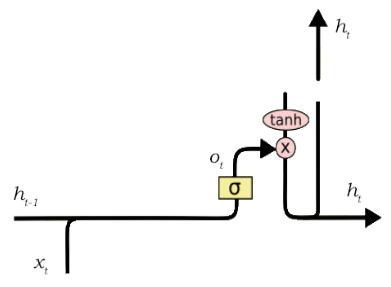 h_t
tanh
x
o_t
σ
h_{t-1}
h_t
x_t